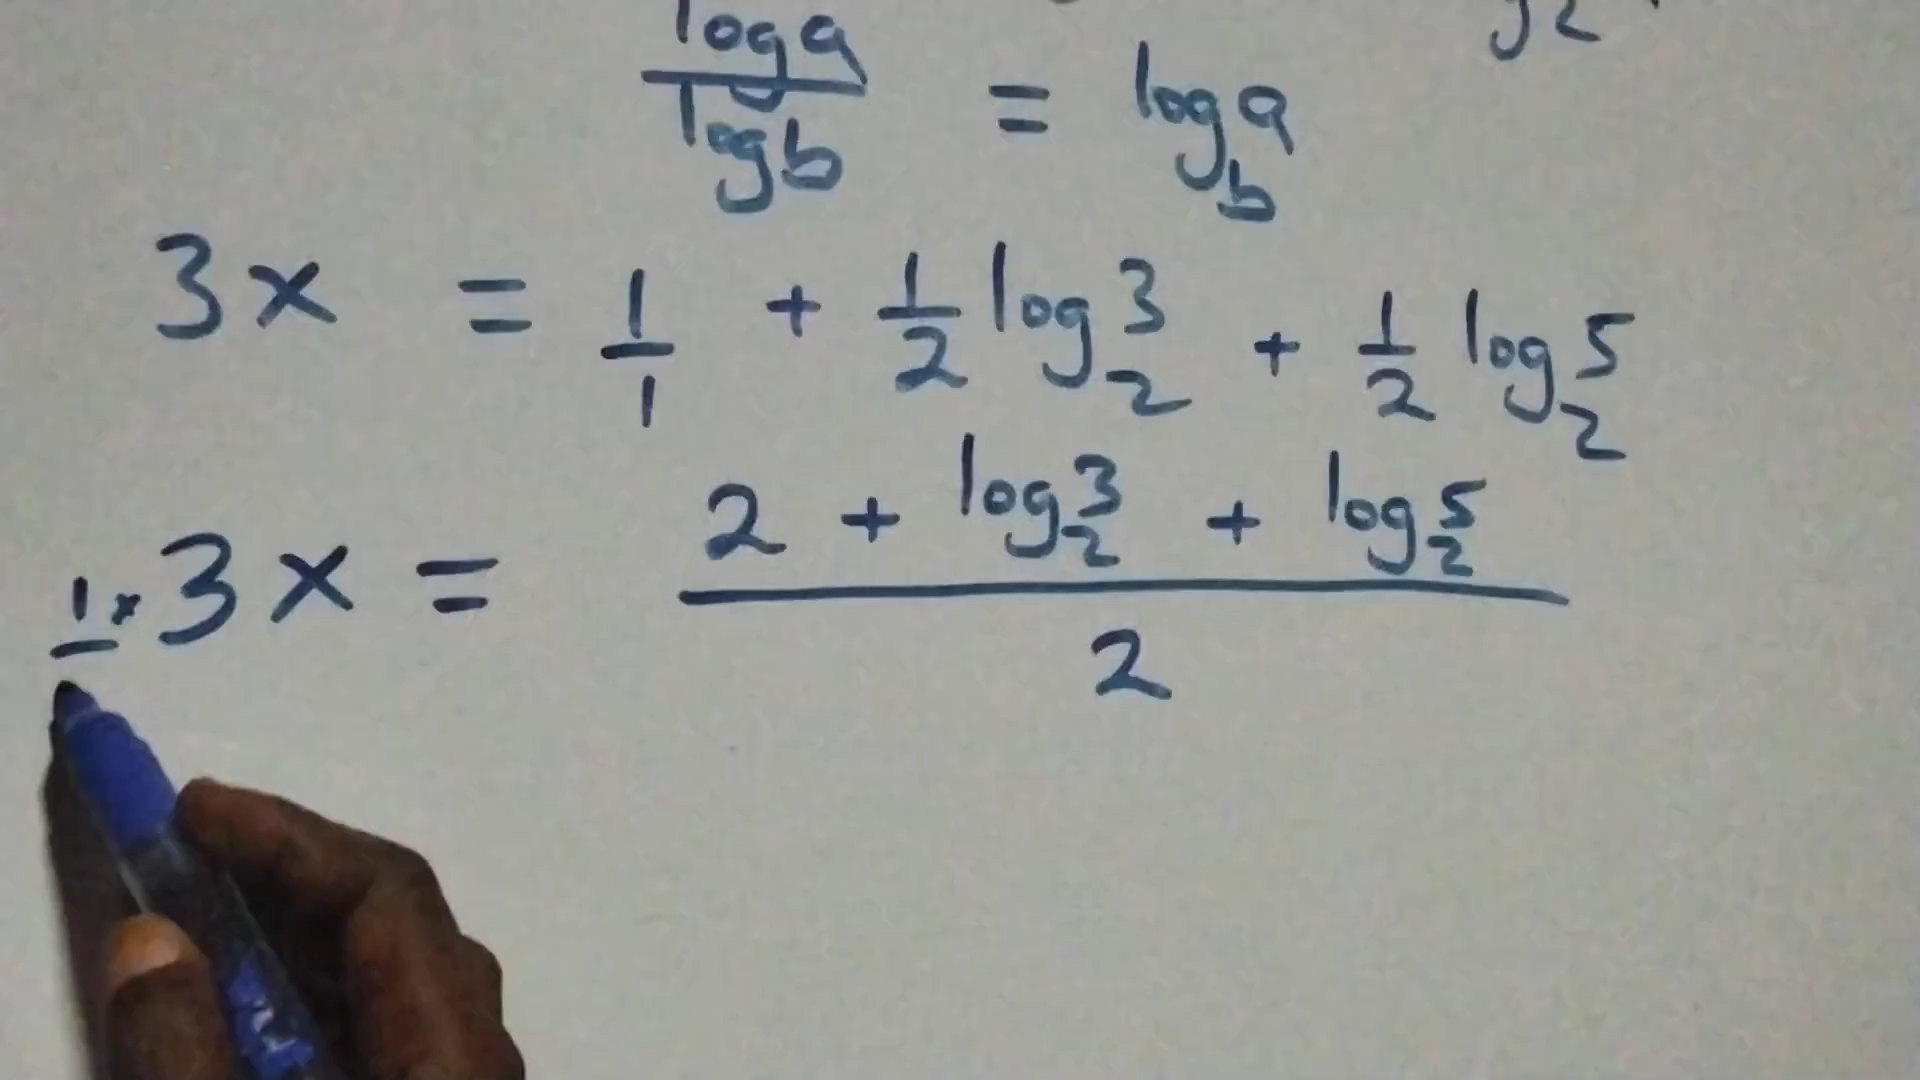 log a / log b = log_b a
3x = 1/1 + 1/2 log_2 3 + 1/2 log_2 5
1/ × 3x = (2 + log_2 3 + log_2 5) / 2